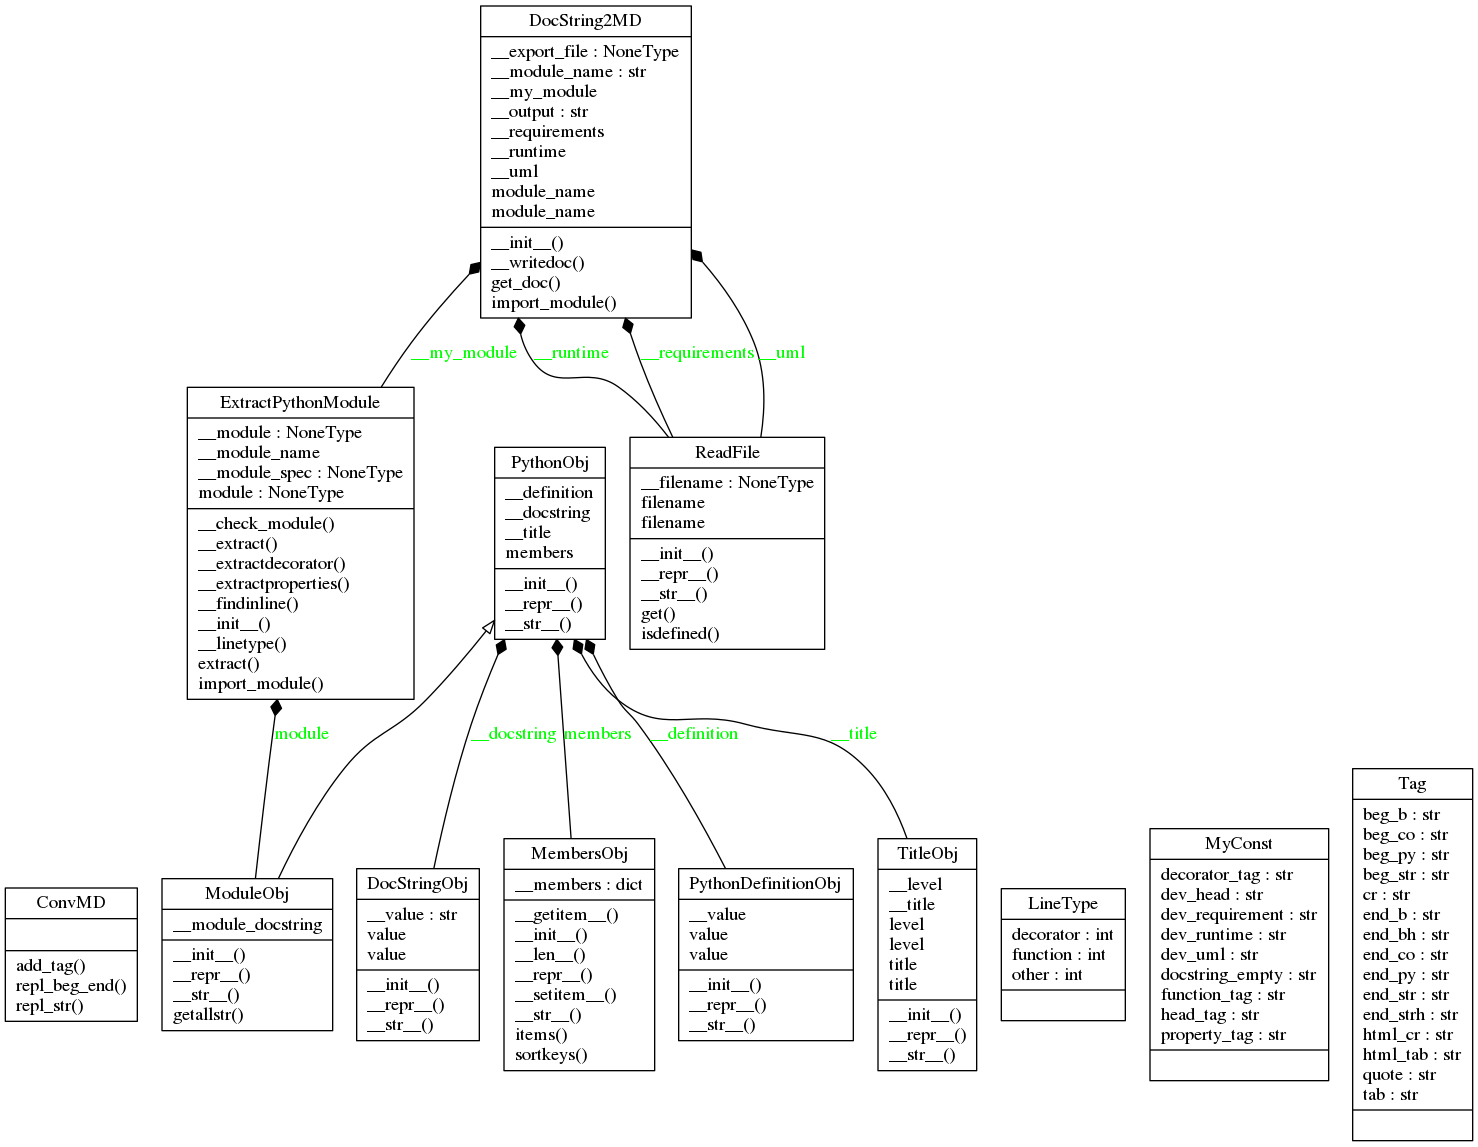 DocString2MD
__export_file : NoneType
__module_name : str
__my_module
__output : str
__requirements
__runtime
__uml
module_name
module_name
__init__()
__writedoc()
get_doc()
import_module()
__my_module
__runtime
__requirements
__uml
ExtractPythonModule
__module : NoneType
__module_name
__module_spec : NoneType
module : NoneType
__check_module()
__extract()
__extractdecorator()
__extractproperties()
__findinline()
__init__()
__linetype()
extract()
import_module()
PythonObj
__definition
__docstring
__title
members
__init__()
__repr__()
__str__()
ReadFile
__filename : NoneType
filename
filename
__init__()
__repr__()
__str__()
get()
isdefined()
module
__docstring
members
__definition
__title
ConvMD
add_tag()
repl_beg_end()
repl_str()
ModuleObj
__module_docstring
__init__()
__repr__()
__str__()
getallstr()
DocStringObj
__value : str
value
value
__init__()
__repr__()
__str__()
MembersObj
__members : dict
__getitem__()
__init__()
__len__()
__repr__()
__setitem__()
__str__()
items()
sortkeys()
PythonDefinitionObj
__value
value
value
__init__()
__repr__()
__str__()
TitleObj
__level
__title
level
level
title
title
__init__()
__repr__()
__str__()
LineType
decorator : int
function : int
other : int
MyConst
decorator_tag : str
dev_head : str
dev_requirement : str
dev_runtime : str
dev_uml : str
docstring_empty : str
function_tag : str
head_tag : str
property_tag : str
Tag
beg_b : str
beg_co : str
beg_py : str
beg_str : str
cr : str
end_b : str
end_bh : str
end_co : str
end_py : str
end_str : str
end_strh : str
html_cr : str
html_tab : str
quote : str
tab : str